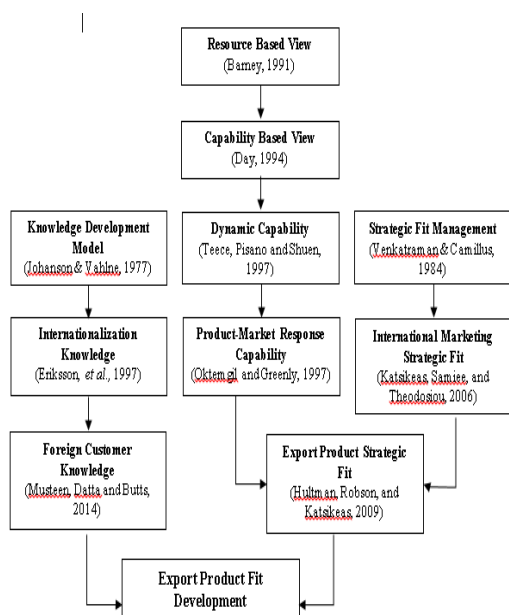 Resource Based View
(Barney, 1991)
Capability Based View
(Day, 1994)
Knowledge Development
Model
(Johanson & Vahlne, 1977)
Dynamic Capability
(Teece, Pisano and Shuen,
1997)
Strategic Fit Management
(Venkatraman & Camillus,
1984)
Internationalization
Knowledge
(Eriksson, et al., 1997)
Product-Market Response
Capability
(Oktemgil and Greenly, 1997)
International Marketing
Strategic Fit
(Katsikeas, Samiee, and
Theodosiou, 2006)
Foreign Customer
Knowledge
(Musteen, Datta and Butts,
2014)
Export Product Strategic
Fit
(Hultman, Robson, and
Katsikeas, 2009)
Export Product Fit
Development